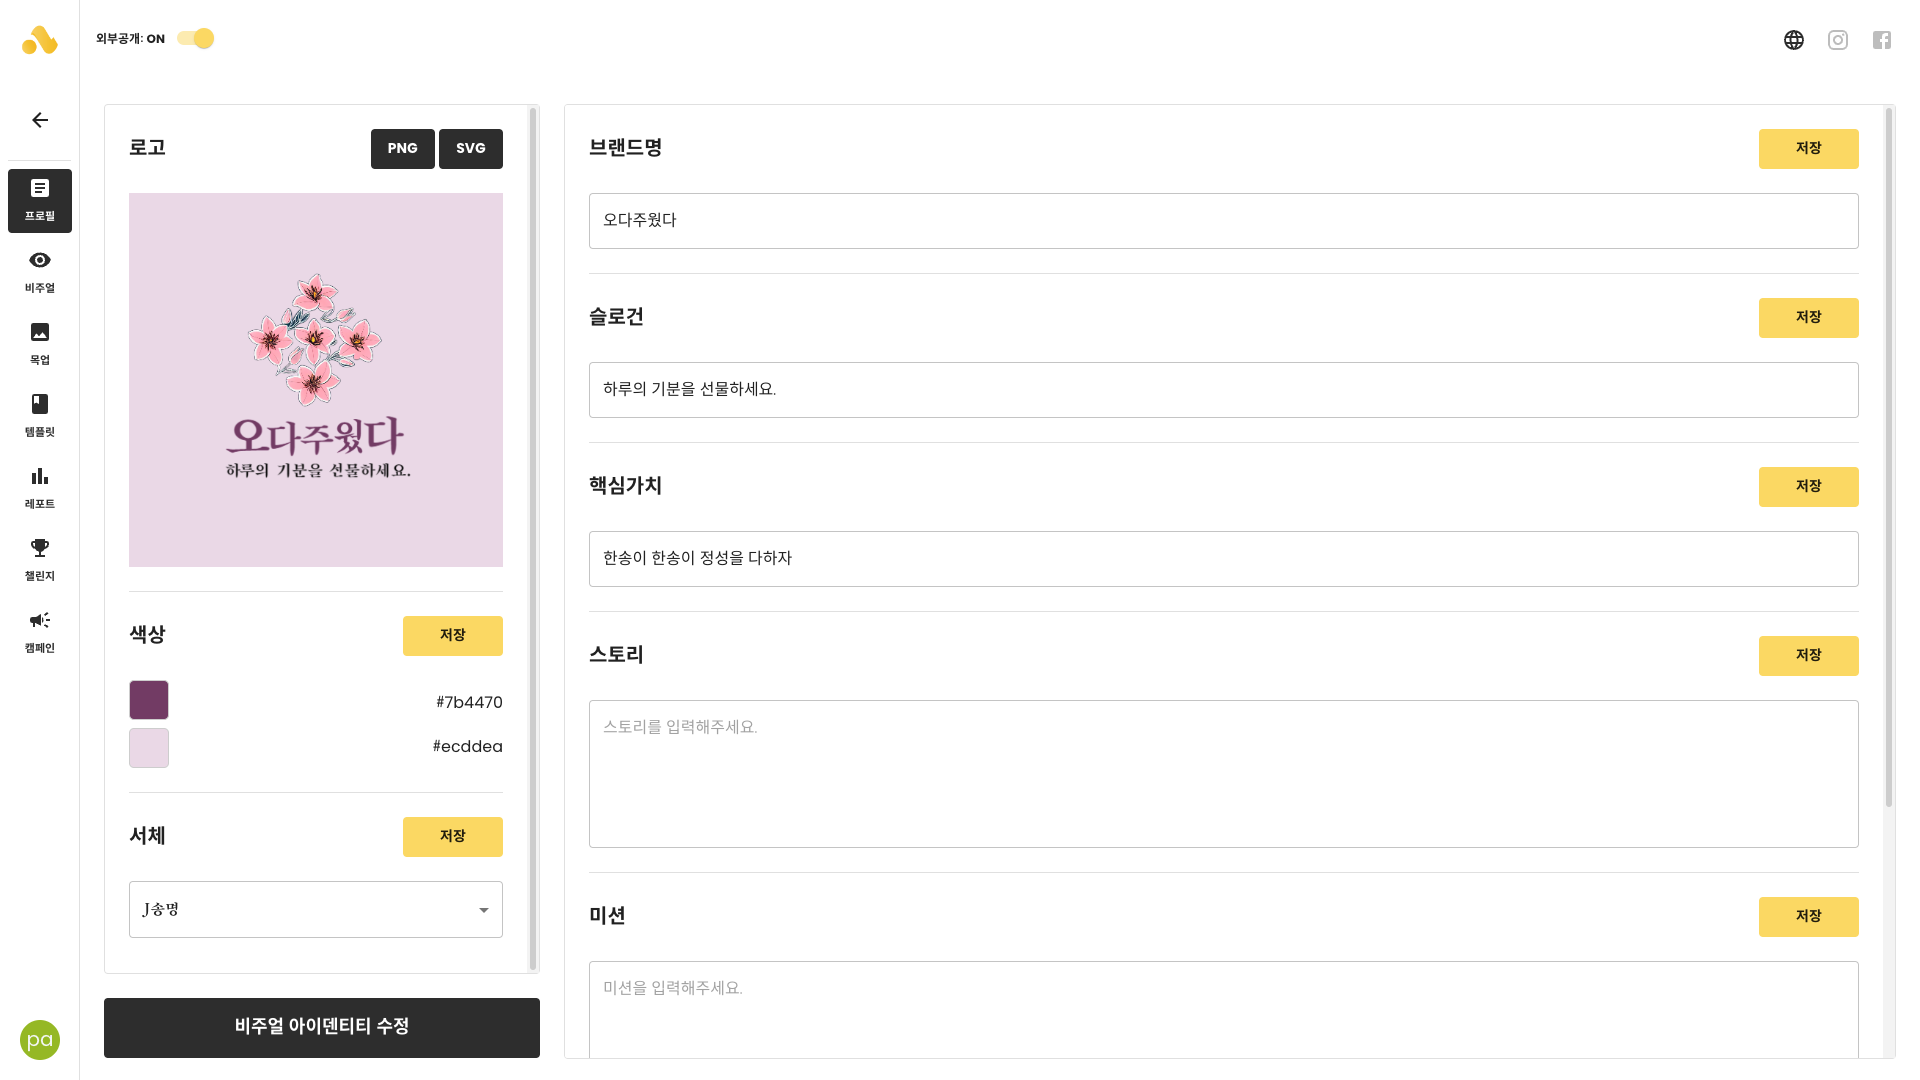 외부공개: ON
프로필
비주얼
목업
템플릿
레포트
챌린지
캠페인
pa
로고
PNG
SVG
오다주웠다
하루의 기분을 선물하세요.
색상
저장
#7b4470
#ecddea
서체
저장
J송명
비주얼 아이덴티티 수정
브랜드명
저장
오다주웠다
슬로건
저장
하루의 기분을 선물하세요.
핵심가치
저장
한송이 한송이 정성을 다하자
스토리
저장
스토리를 입력해주세요.
미션
저장
미션을 입력해주세요.